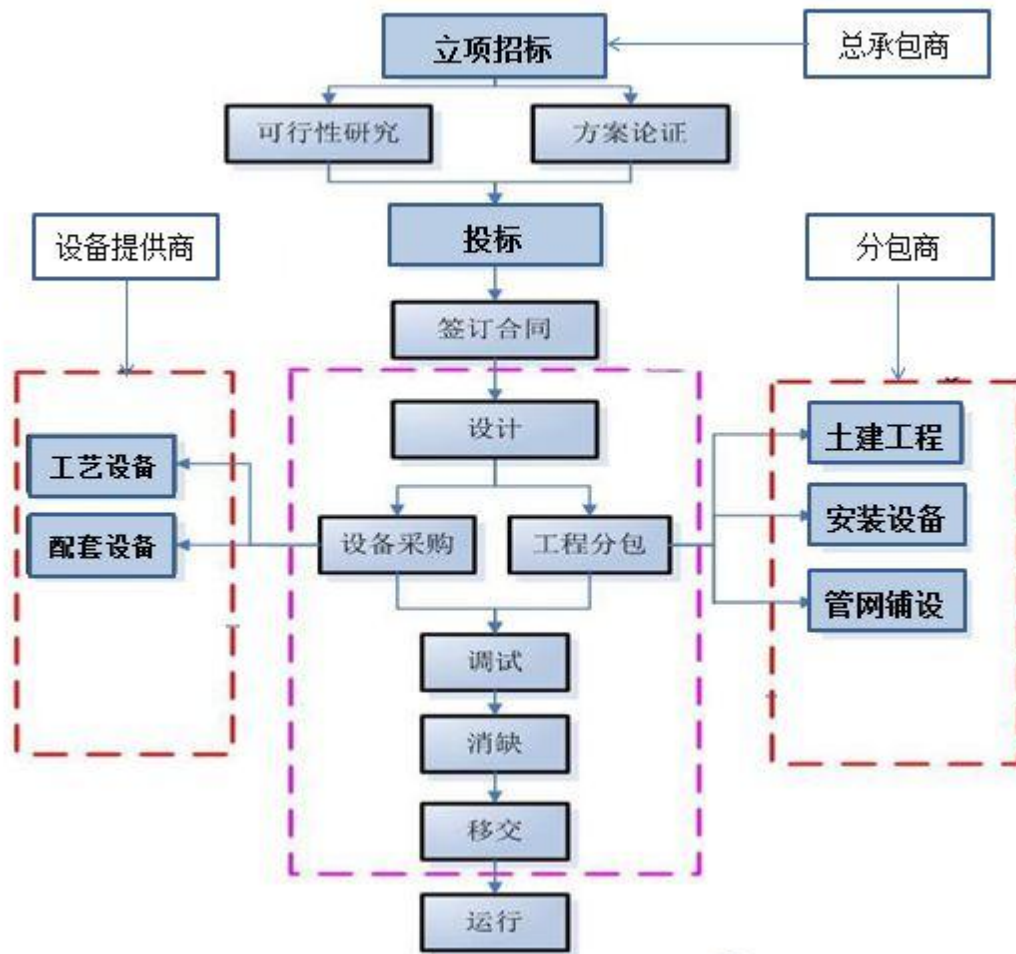 立项招标
总承包商
可行性研究
方案论证
投标
设备提供商
分包商
签订合同
设计
土建工程
工艺设备
安装设备
配套设备
设备采购
工程分包
管网铺设
调试
消缺
移交
运行